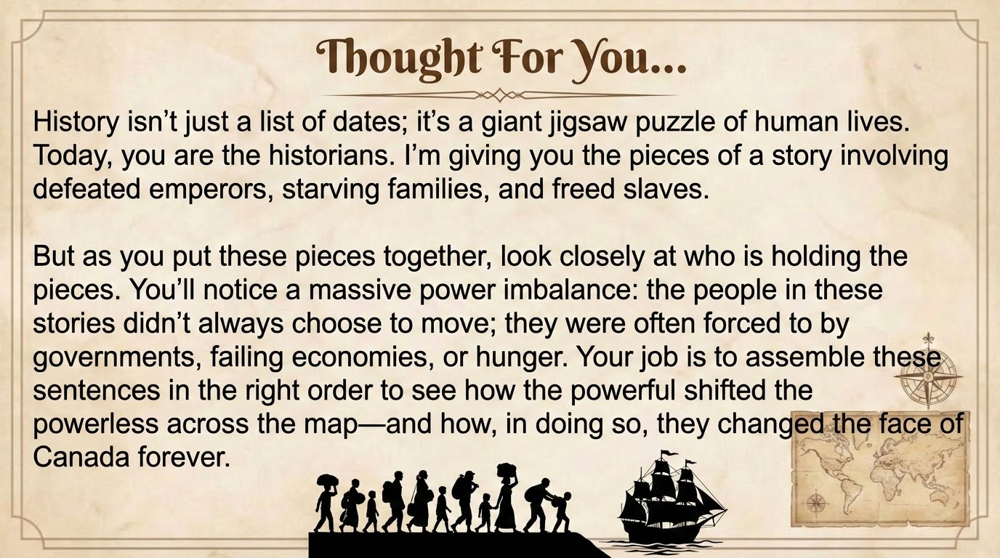 Thought For You...
History isn’t just a list of dates; it’s a giant jigsaw puzzle of human lives.
Today, you are the historians. I’m giving you the pieces of a story involving
defeated emperors, starving families, and freed slaves.
But as you put these pieces together, look closely at who is holding the
pieces. You’ll notice a massive power imbalance: the people in these
stories didn’t always choose to move; they were often forced to by
governments, failing economies, or hunger. Your job is to assemble these
sentences in the right order to see how the powerful shifted the
powerless across the map—and how, in doing so, they changed the face of
Canada forever.